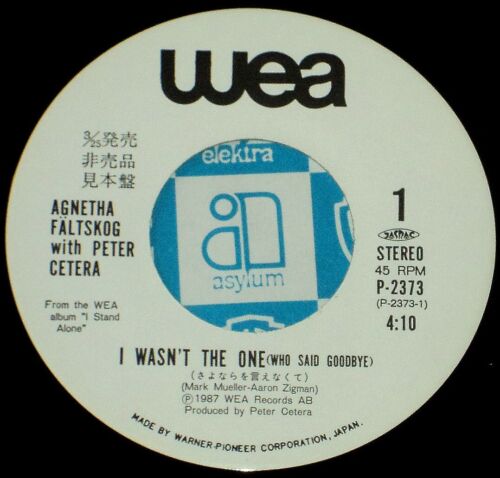 wea
3/25発売
非売品
見本盤
AGNETHA
FÄLTSKOG
with PETER
CETERA
From the WEA
album "I Stand
Alone"
elektra
asylum
1
JASRAC
STEREO
45 RPM
P-2373
(P-2373-1)
4:10
I WASN'T THE ONE(WHO SAID GOODBYE)
(さよならを言えなくて)
(Mark Mueller-Aaron Zigman)
Ⓟ1987 WEA Records AB
Produced by Peter Cetera
MADE BY WARNER-PIONEER CORPORATION, JAPAN.